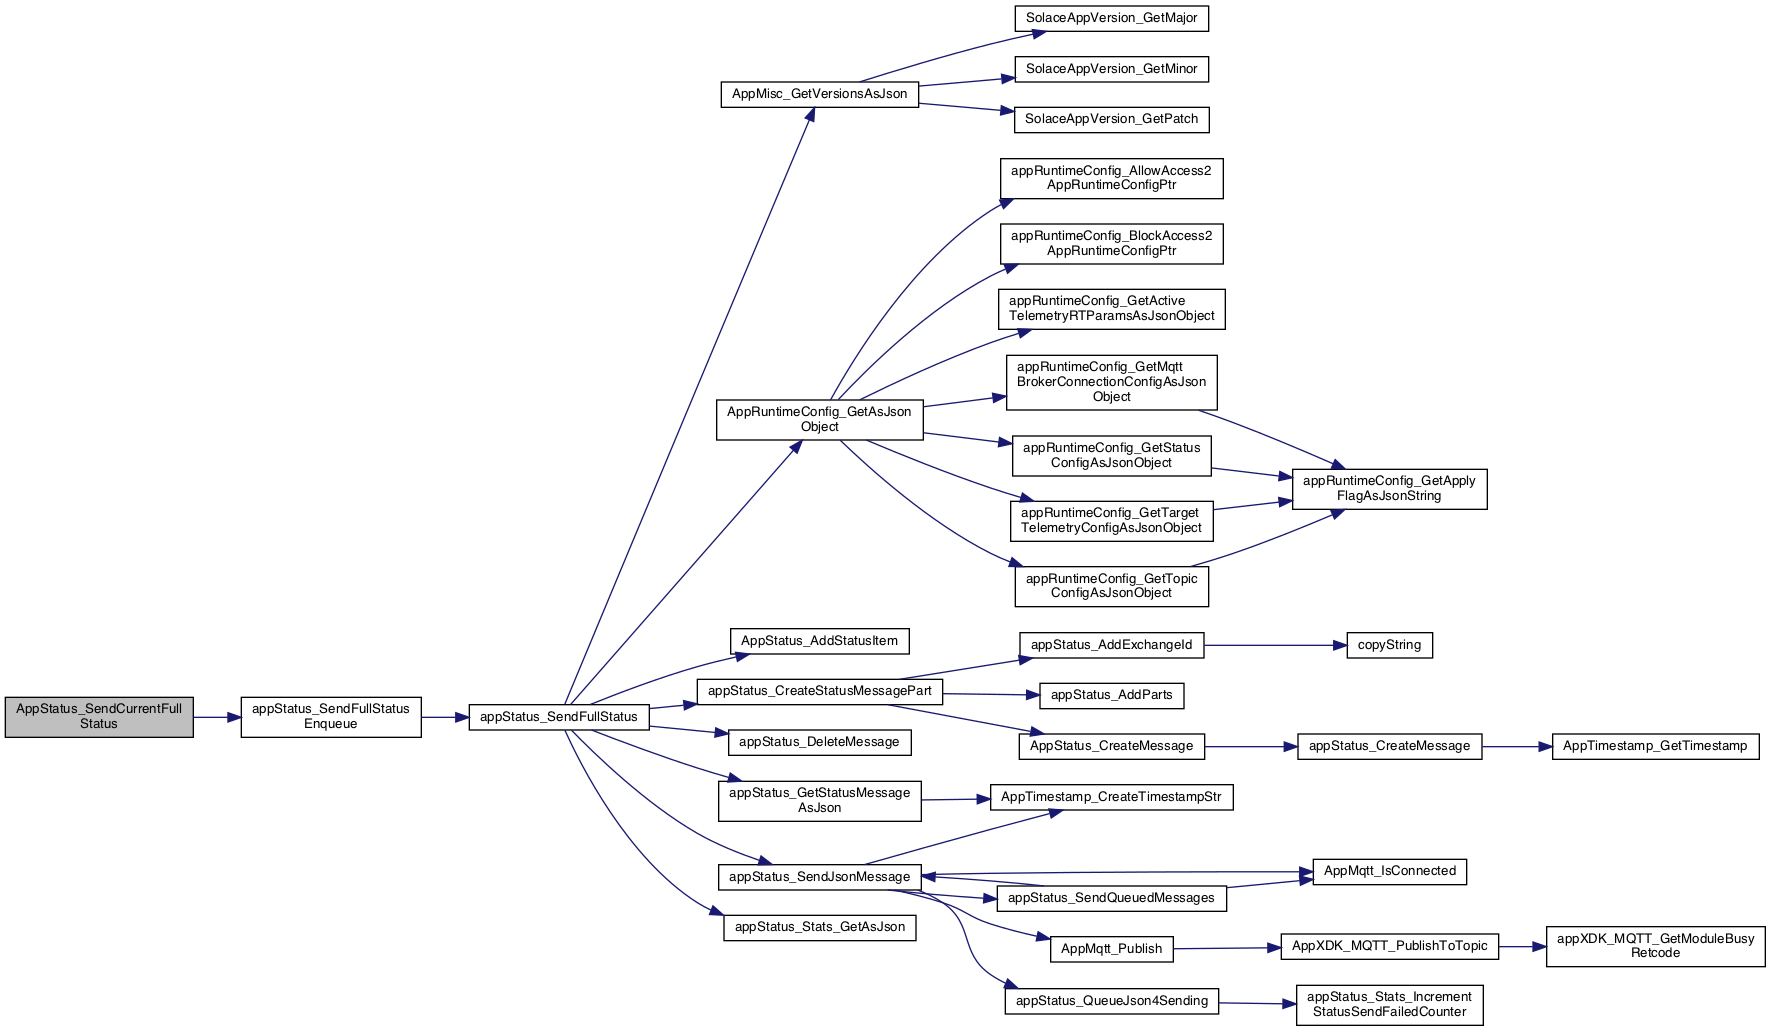 SolaceAppVersion_GetMajor
SolaceAppVersion_GetMinor
AppMisc_GetVersionsAsJson
SolaceAppVersion_GetPatch
appRuntimeConfig_AllowAccess2
AppRuntimeConfigPtr
appRuntimeConfig_BlockAccess2
AppRuntimeConfigPtr
appRuntimeConfig_GetActive
TelemetryRTParamsAsJsonObject
appRuntimeConfig_GetMqtt
BrokerConnectionConfigAsJson
Object
AppRuntimeConfig_GetAsJson
Object
appRuntimeConfig_GetStatus
ConfigAsJsonObject
appRuntimeConfig_GetApply
FlagAsJsonString
appRuntimeConfig_GetTarget
TelemetryConfigAsJsonObject
appRuntimeConfig_GetTopic
ConfigAsJsonObject
AppStatus_AddStatusItem
appStatus_AddExchangeId
copyString
appStatus_CreateStatusMessagePart
appStatus_AddParts
AppStatus_SendCurrentFull
Status
appStatus_SendFullStatus
Enqueue
appStatus_SendFullStatus
appStatus_DeleteMessage
AppStatus_CreateMessage
appStatus_CreateMessage
AppTimestamp_GetTimestamp
appStatus_GetStatusMessage
AsJson
AppTimestamp_CreateTimestampStr
appStatus_SendJsonMessage
AppMqtt_IsConnected
appStatus_SendQueuedMessages
appStatus_Stats_GetAsJson
AppMqtt_Publish
AppXDK_MQTT_PublishToTopic
appXDK_MQTT_GetModuleBusy
Retcode
appStatus_QueueJson4Sending
appStatus_Stats_Increment
StatusSendFailedCounter